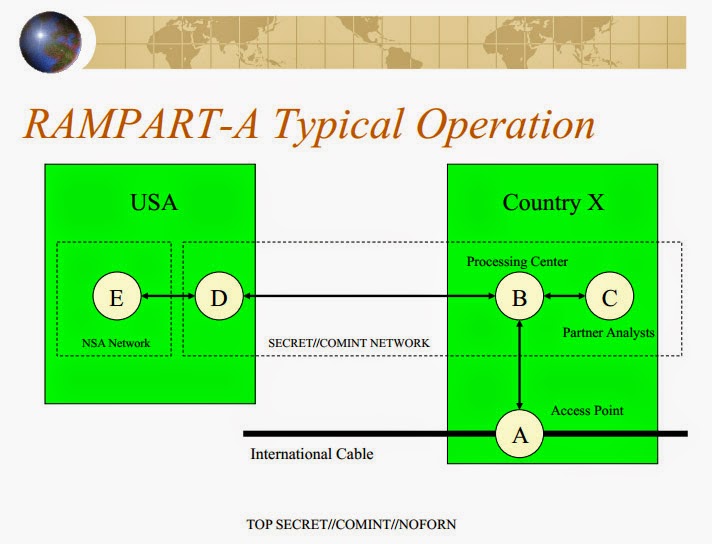 RAMPART-A Typical Operation
USA
Country X
Processing Center
E
D
B
C
NSA Network
SECRET//COMINT NETWORK
Partner Analysts
Access Point
A
International Cable
TOP SECRET//COMINT//NOFORN